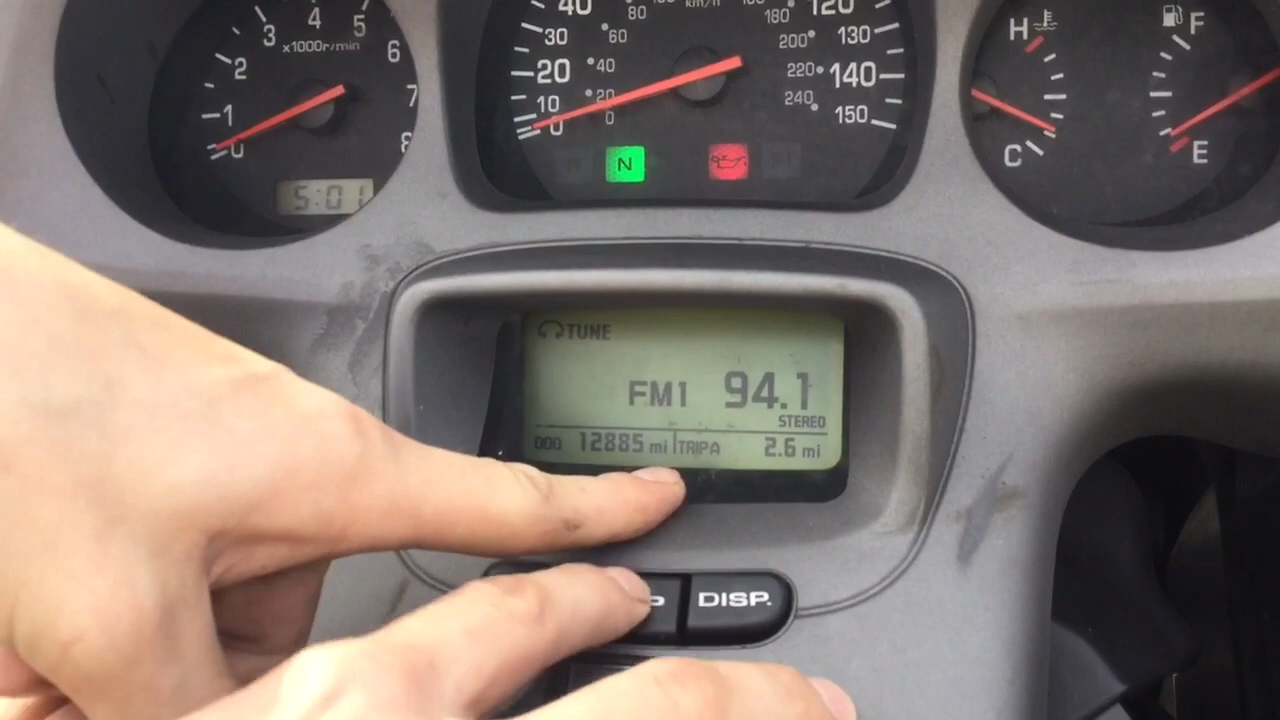 3 4 5
x1000r/min
2 6
1 7
0 8
5:01
40 80 km/h 180 120
30 60 200 130
20 40 220 140
10 20 240 150
0 0
N
H F
C E
TUNE
FM1 94.1
STEREO
ODO 12885 mi TRIPA 2.6 mi
DISP.